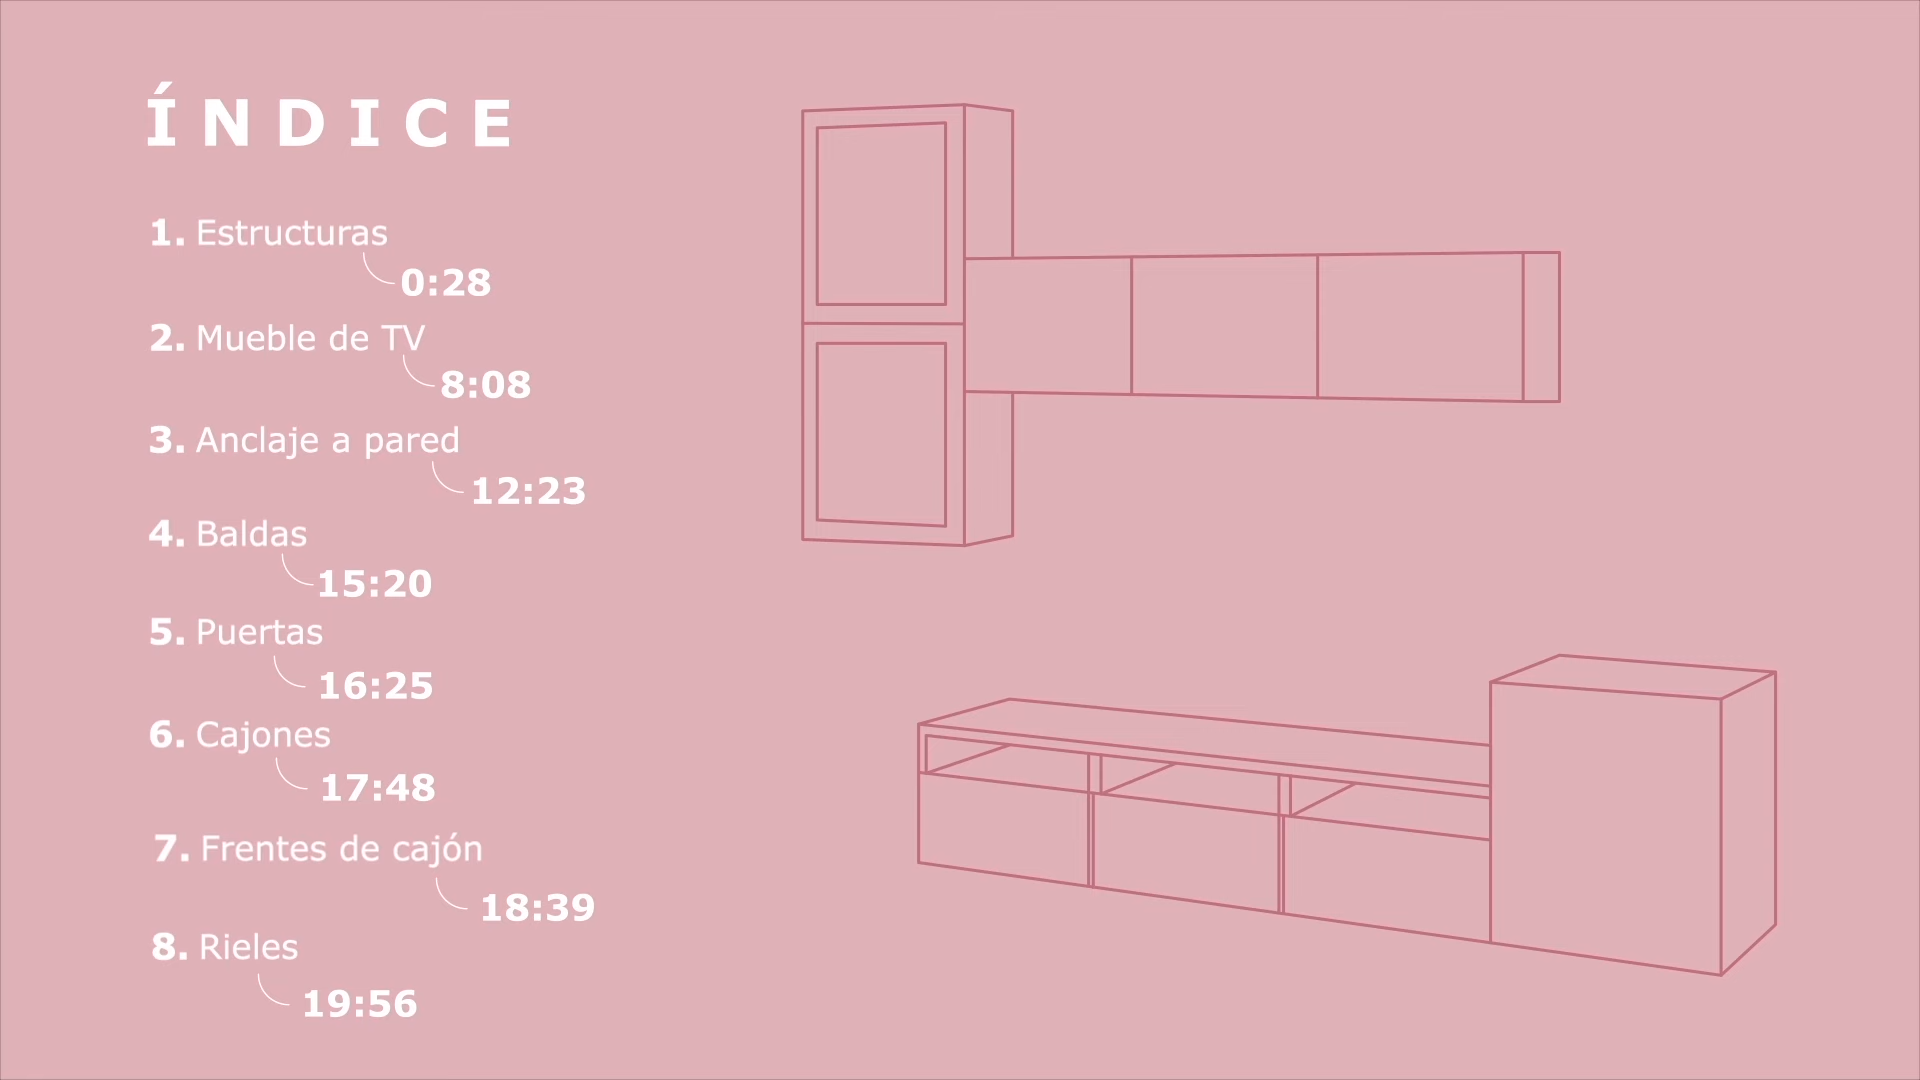 ÍNDICE
1. Estructuras
0:28
2. Mueble de TV
8:08
3. Anclaje a pared
12:23
4. Baldas
15:20
5. Puertas
16:25
6. Cajones
17:48
7. Frentes de cajón
18:39
8. Rieles
19:56